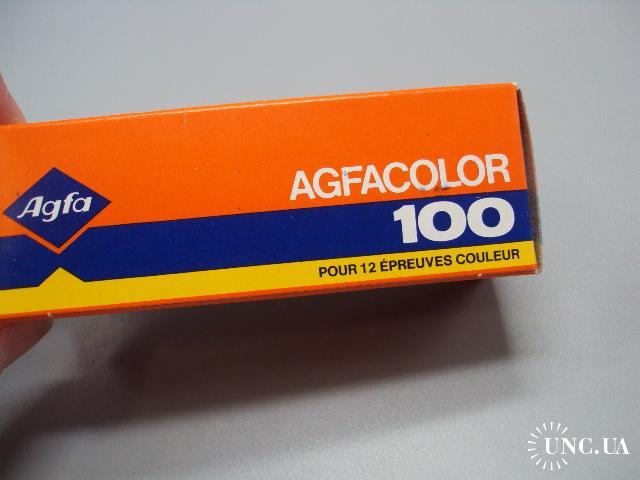 Agfa
AGFACOLOR
100
POUR 12 ÉPREUVES COULEUR
UNC.UA